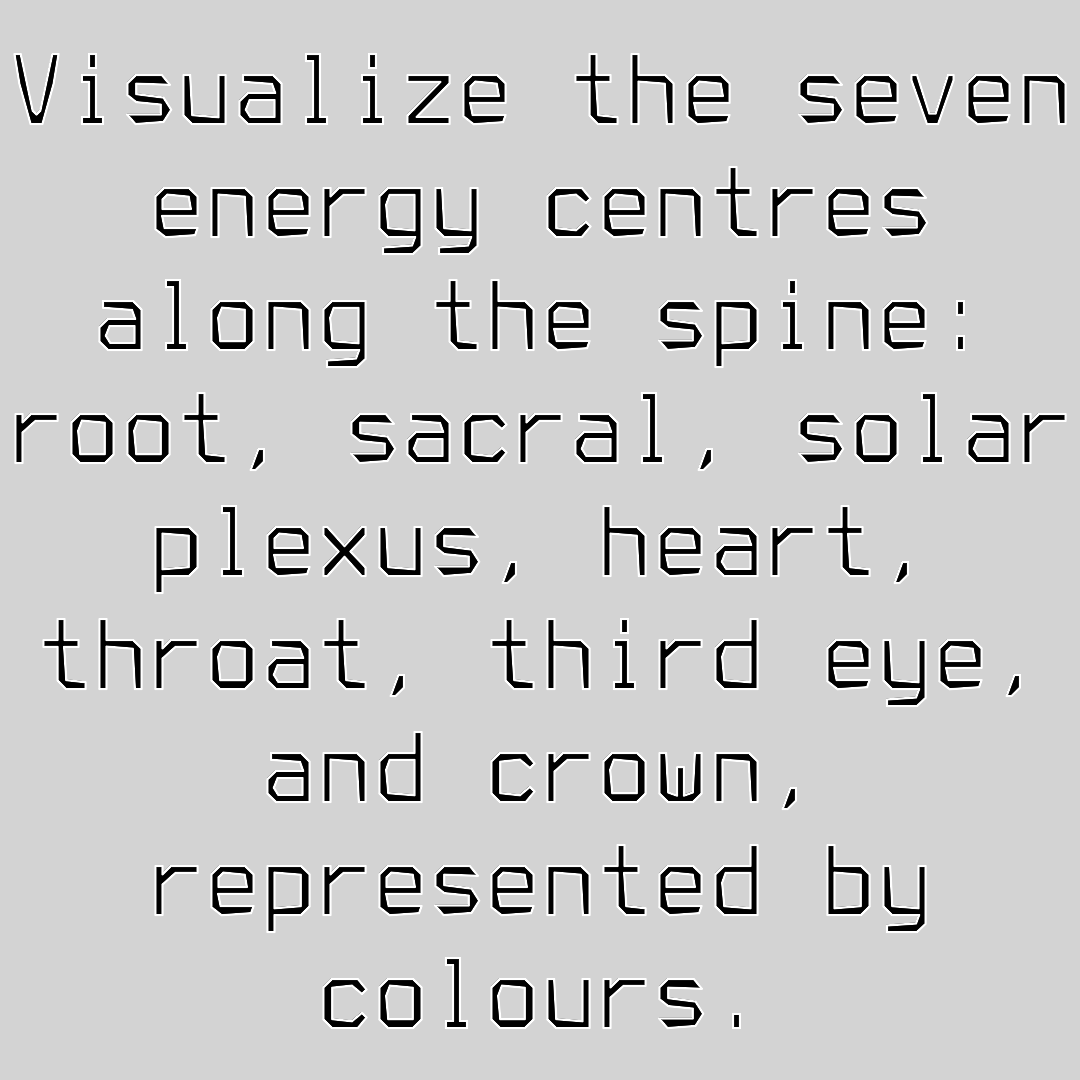 Visualize the seven
energy centres
along the spine:
root, sacral, solar
plexus, heart,
throat, third eye,
and crown,
represented by
colours.